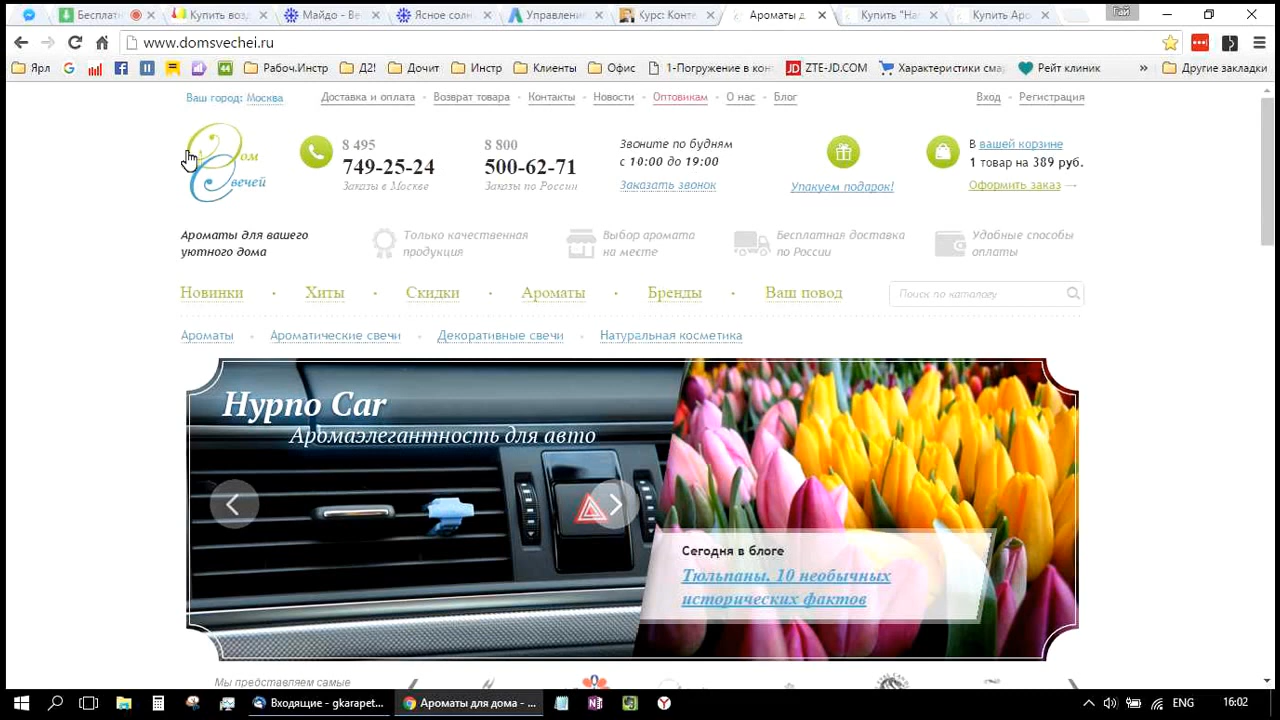 Бесплат
Купить возд
Майдо - Ве
Ясное солн
Управлени
Курс: Конте
Ароматы д
Купить "На
Купить Аро
Гай
www.domsvechei.ru
Ярл
Рабоч.Инстр
Д2!
Дочит
Инстр
Клиенты
Офис
1-Погружение в кон
ZTE-JD.COM
Характеристики сма
Рейт клиник
»
Другие закладки
Ваш город: Москва
Доставка и оплата
Возврат товара
Контакты
Новости
Оптовикам
О нас
Блог
Вход
Регистрация
Дом
Свечей
8 495
749-25-24
Заказы в Москве
8 800
500-62-71
Заказы по России
Звоните по будням
с 10:00 до 19:00
Заказать звонок
Упакуем подарок!
В вашей корзине
1 товар на 389 руб.
Оформить заказ →
Ароматы для вашего
уютного дома
Только качественная
продукция
Выбор аромата
на месте
Бесплатная доставка
по России
Удобные способы
оплаты
Новинки
Хиты
Скидки
Ароматы
Бренды
Ваш повод
Поиск по каталогу
Ароматы
Ароматические свечи
Декоративные свечи
Натуральная косметика
Hypno Car
Аромаэлегантность для авто
Сегодня в блоге
Тюльпаны. 10 необычных
исторических фактов
Мы представляем самые
Входящие - gkarapet...
Ароматы для дома - ...
ENG
16:02